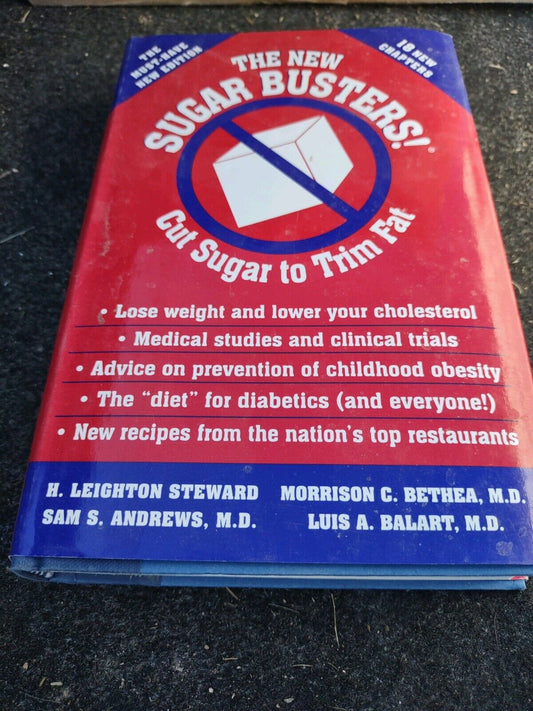 THE
MUST-HAVE
NEW EDITION
18 NEW
CHAPTERS
THE NEW
SUGAR BUSTERS!®
Cut Sugar to Trim Fat
• Lose weight and lower your cholesterol
• Medical studies and clinical trials
• Advice on prevention of childhood obesity
• The "diet" for diabetics (and everyone!)
• New recipes from the nation's top restaurants
H. LEIGHTON STEWARD MORRISON C. BETHEA, M.D.
SAM S. ANDREWS, M.D. LUIS A. BALART, M.D.